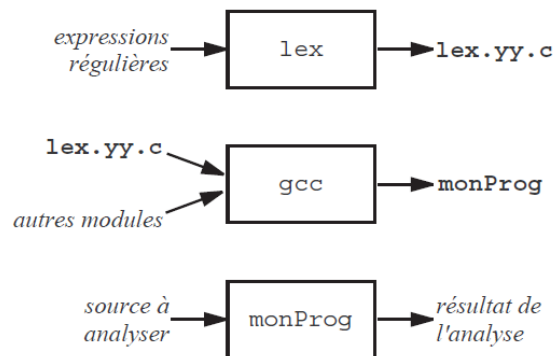 expressions
régulières
lex
lex.yy.c
lex.yy.c
autres modules
gcc
monProg
source à
analyser
monProg
résultat de
l'analyse